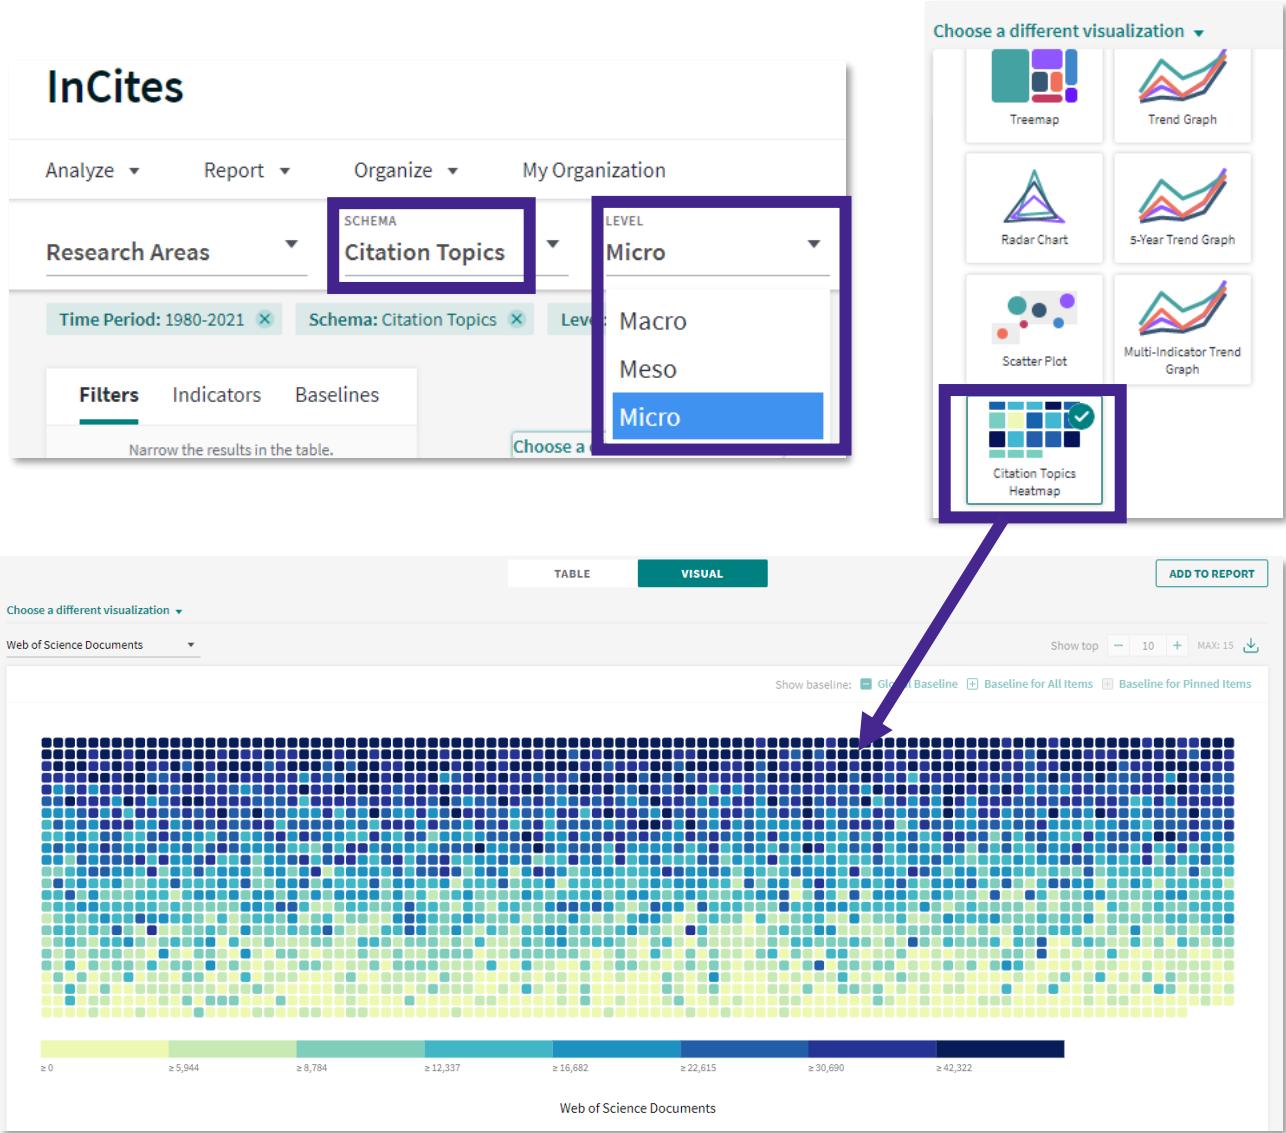 InCites
Analyze
Report
Organize
My Organization
Research Areas
SCHEMA
Citation Topics
LEVEL
Micro
Macro
Meso
Micro
Time Period: 1980-2021
Schema: Citation Topics
Leve
Filters
Indicators
Baselines
Narrow the results in the table.
Choose a
Choose a different visualization
Treemap
Trend Graph
Radar Chart
5-Year Trend Graph
Scatter Plot
Multi-Indicator Trend
Graph
Citation Topics
Heatmap
TABLE
VISUAL
ADD TO REPORT
Choose a different visualization
Web of Science Documents
Show top
10
MAX: 15
Show baseline:
Global Baseline
Baseline for All Items
Baseline for Pinned Items
≥ 0
≥ 5,944
≥ 8,784
≥ 12,337
≥ 16,682
≥ 22,615
≥ 30,690
≥ 42,322
Web of Science Documents